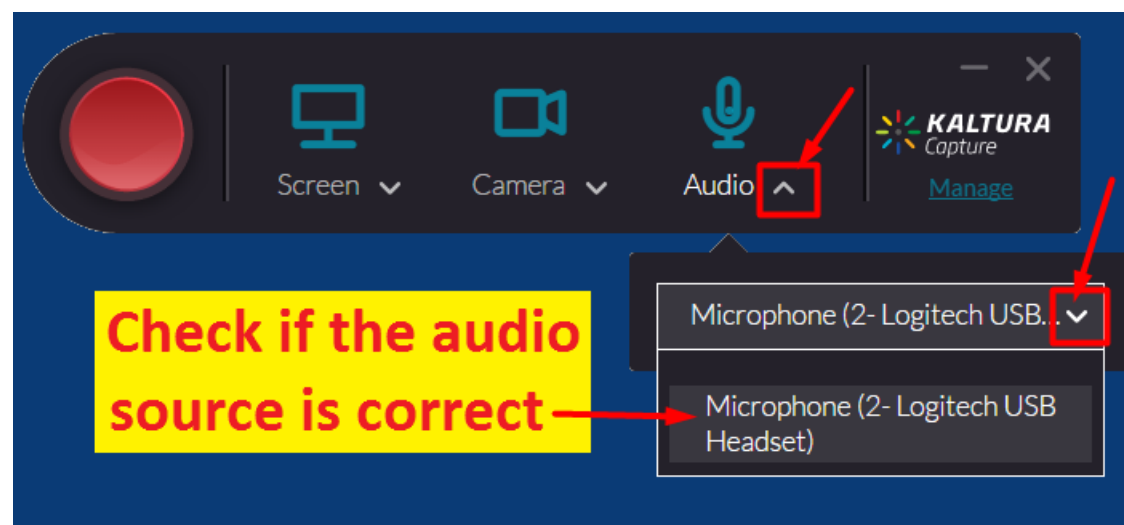 KALTURA
Capture
Screen
Camera
Audio
Manage
Check if the audio
source is correct
Microphone (2- Logitech USB...
Microphone (2- Logitech USB
Headset)